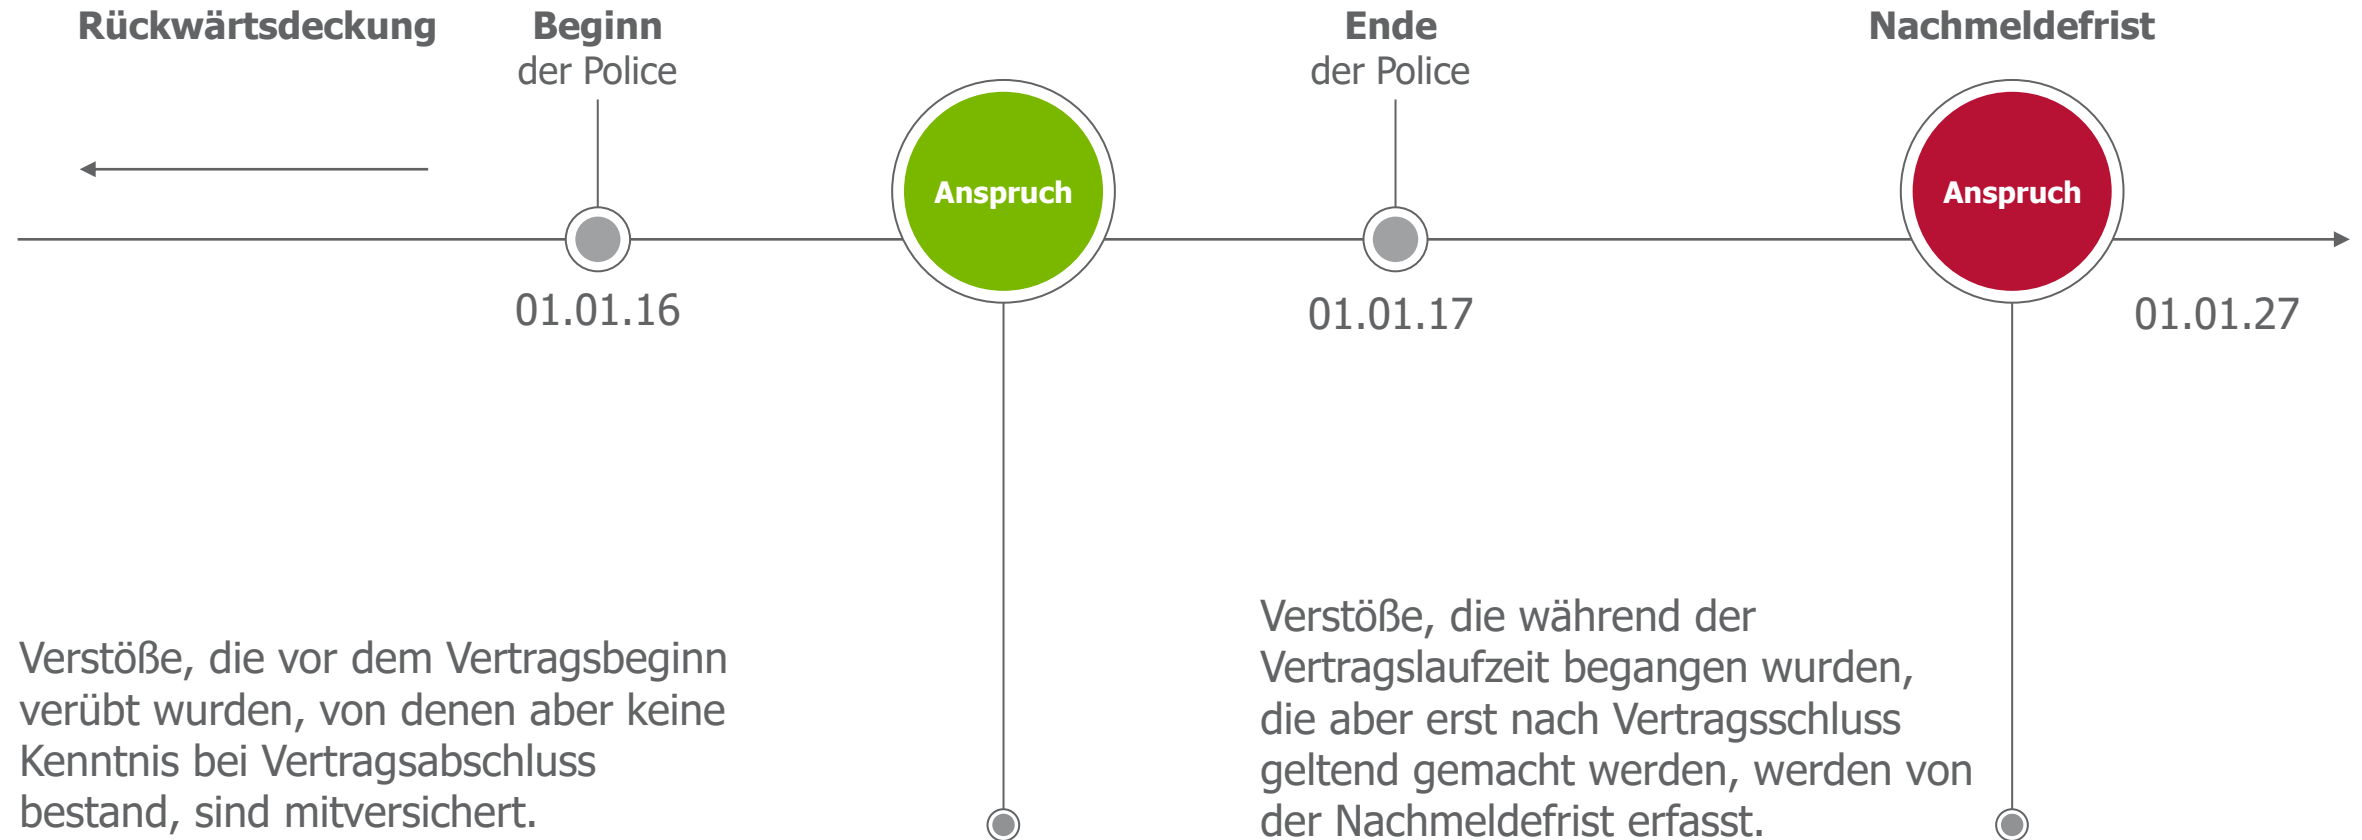 Rückwärtsdeckung
Beginn
der Police
Ende
der Police
Nachmeldefrist
Anspruch
Anspruch
01.01.16
01.01.17
01.01.27
Verstöße, die vor dem Vertragsbeginn
verübt wurden, von denen aber keine
Kenntnis bei Vertragsabschluss
bestand, sind mitversichert.
Verstöße, die während der
Vertragslaufzeit begangen wurden,
die aber erst nach Vertragsschluss
geltend gemacht werden, werden von
der Nachmeldefrist erfasst.